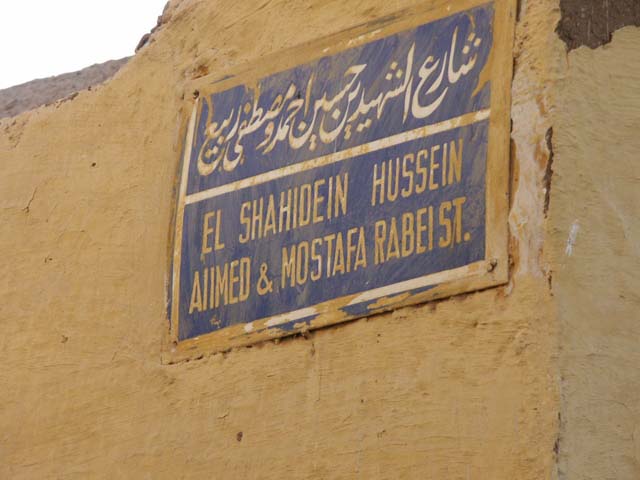 شارع الشهيدين حسين احمد و مصطفى ربيع
EL SHAHIDEIN HUSSEIN
AHMED & MOSTAFA RABEI ST.